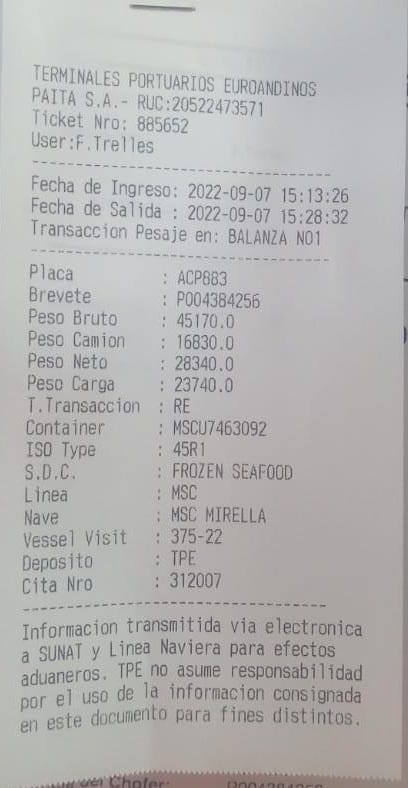 TERMINALES PORTUARIOS EUROANDINOS
PAITA S.A.- RUC:20522473571
Ticket Nro: 885652
User:F.Trelles
Fecha de Ingreso: 2022-09-07 15:13:26
Fecha de Salida : 2022-09-07 15:28:32
Transaccion Pesaje en: BALANZA NO1
Placa : ACP883
Brevete : P004384256
Peso Bruto : 45170.0
Peso Camion : 16830.0
Peso Neto : 28340.0
Peso Carga : 23740.0
T.Transaccion : RE
Container : MSCU7463092
ISO Type : 45R1
S.D.C. : FROZEN SEAFOOD
Linea : MSC
Nave : MSC MIRELLA
Vessel Visit : 375-22
Deposito : TPE
Cita Nro : 312007
Informacion transmitida via electronica
a SUNAT y Linea Naviera para efectos
aduaneros. TPE no asume responsabilidad
por el uso de la informacion consignada
en este documento para fines distintos.
del Chofer: